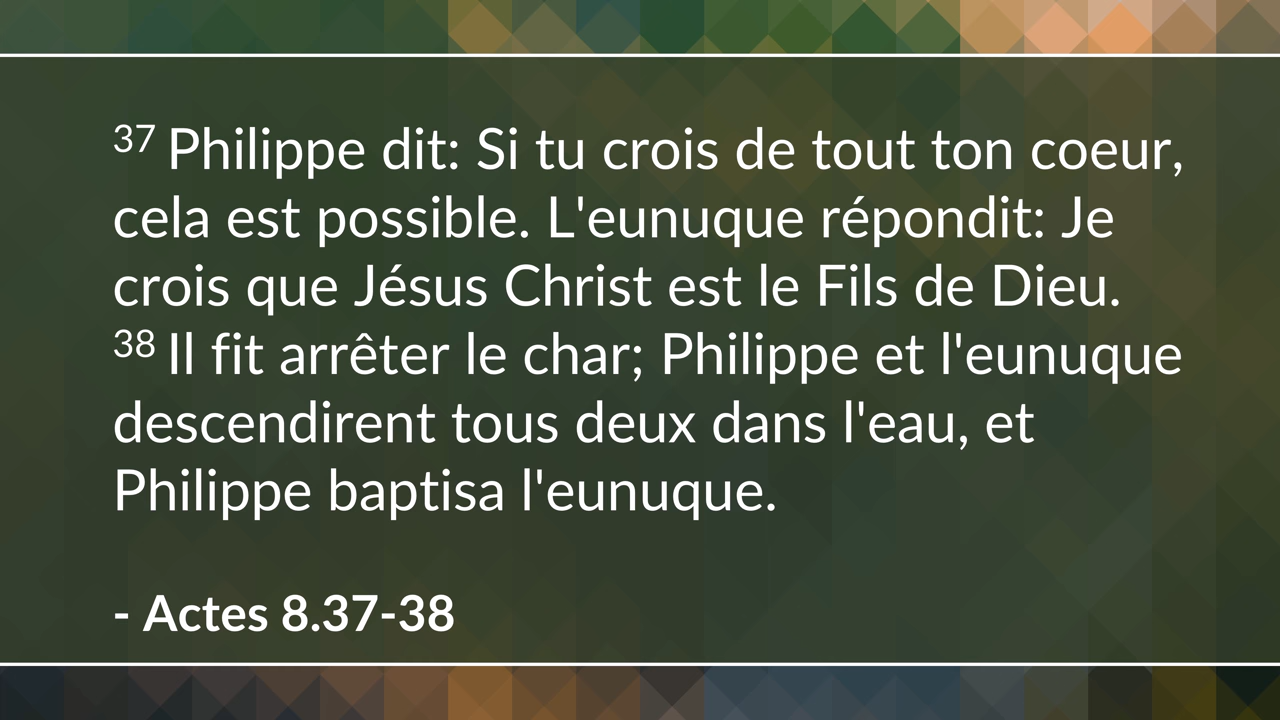 37 Philippe dit: Si tu crois de tout ton coeur,
cela est possible. L'eunuque répondit: Je
crois que Jésus Christ est le Fils de Dieu.
38 Il fit arrêter le char; Philippe et l'eunuque
descendirent tous deux dans l'eau, et
Philippe baptisa l'eunuque.
- Actes 8.37-38